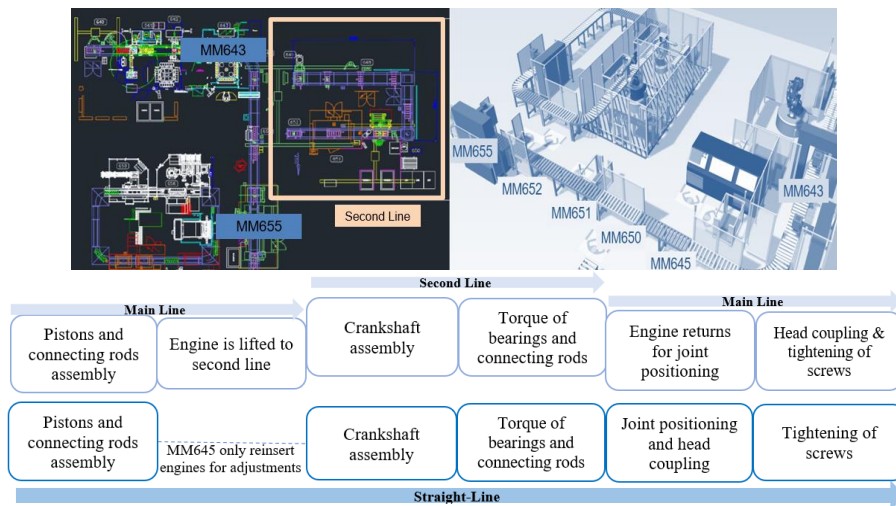 MM643
MM655
Second Line
MM655
MM652
MM651
MM650
MM645
MM643
Second Line
Main Line
Main Line
Pistons and
connecting rods
assembly
Engine is lifted to
second line
Crankshaft
assembly
Torque of
bearings and
connecting rods
Engine returns
for joint
positioning
Head coupling &
tightening of
screws
Pistons and
connecting rods
assembly
MM645 only reinsert
engines for adjustments
Crankshaft
assembly
Torque of
bearings and
connecting rods
Joint positioning
and head
coupling
Tightening of
screws
Straight-Line